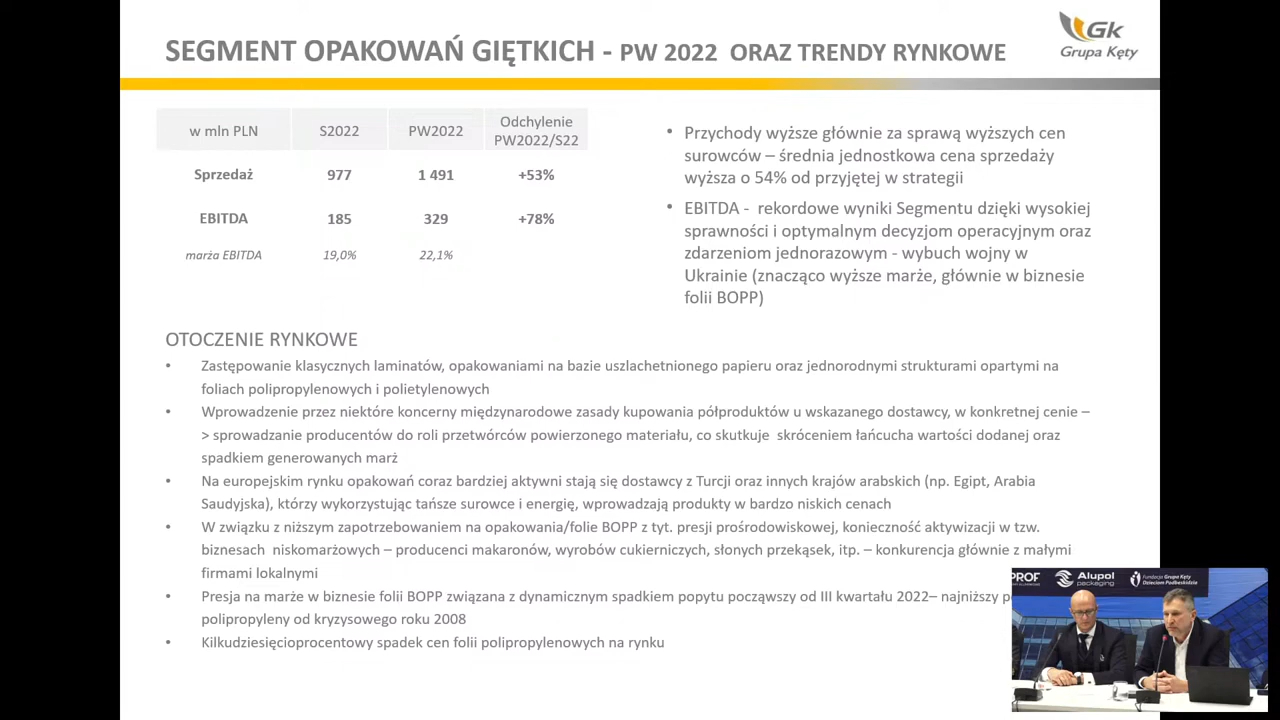 SEGMENT OPAKOWAŃ GIĘTKICH - PW 2022 ORAZ TRENDY RYNKOWE
Gk
Grupa Kęty
w mln PLN S2022 PW2022 Odchylenie PW2022/S22
Sprzedaż 977 1 491 +53%
EBITDA 185 329 +78%
marża EBITDA 19,0% 22,1%
• Przychody wyższe głównie za sprawą wyższych cen
surowców – średnia jednostkowa cena sprzedaży
wyższa o 54% od przyjętej w strategii
• EBITDA - rekordowe wyniki Segmentu dzięki wysokiej
sprawności i optymalnym decyzjom operacyjnym oraz
zdarzeniom jednorazowym - wybuch wojny w
Ukrainie (znacząco wyższe marże, głównie w biznesie
folii BOPP)
OTOCZENIE RYNKOWE
• Zastępowanie klasycznych laminatów, opakowaniami na bazie uszlachetnionego papieru oraz jednorodnymi strukturami opartymi na
foliach polipropylenowych i polietylenowych
• Wprowadzenie przez niektóre koncerny międzynarodowe zasady kupowania półproduktów u wskazanego dostawcy, w konkretnej cenie –
> sprowadzanie producentów do roli przetwórców powierzonego materiału, co skutkuje skróceniem łańcucha wartości dodanej oraz
spadkiem generowanych marż
• Na europejskim rynku opakowań coraz bardziej aktywni stają się dostawcy z Turcji oraz innych krajów arabskich (np. Egipt, Arabia
Saudyjska), którzy wykorzystując tańsze surowce i energię, wprowadzają produkty w bardzo niskich cenach
• W związku z niższym zapotrzebowaniem na opakowania/folie BOPP z tyt. presji prośrodowiskowej, konieczność aktywizacji w tzw.
biznesach niskomarżowych – producenci makaronów, wyrobów cukierniczych, słonych przekąsek, itp. – konkurencja głównie z małymi
firmami lokalnymi
• Presja na marże w biznesie folii BOPP związana z dynamicznym spadkiem popytu począwszy od III kwartału 2022– najniższy
polipropyleny od kryzysowego roku 2008
• Kilkudziesięcioprocentowy spadek cen folii polipropylenowych na rynku
PROF
Alupol
packaging
Fundacja Grupa Kęty
Dzieciom Podbeskidzia